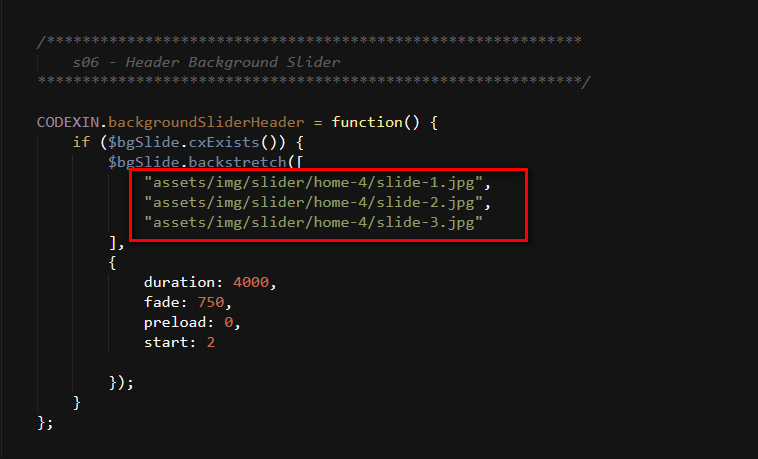 /************************************************************
s06 - Header Background Slider
*************************************************************/
CODEXIN.backgroundSliderHeader = function() {
if ($bgSlide.cxExists()) {
$bgSlide.backstretch([
"assets/img/slider/home-4/slide-1.jpg",
"assets/img/slider/home-4/slide-2.jpg",
"assets/img/slider/home-4/slide-3.jpg"
],
{
duration: 4000,
fade: 750,
preload: 0,
start: 2
});
}
};